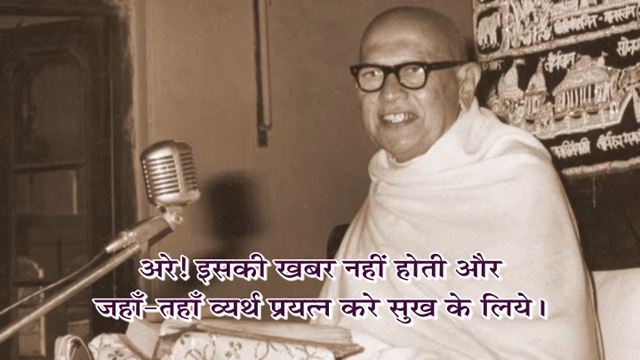 अरे! इसकी खबर नहीं होती और
जहाँ-तहाँ व्यर्थ प्रयत्न करे सुख के लिये।